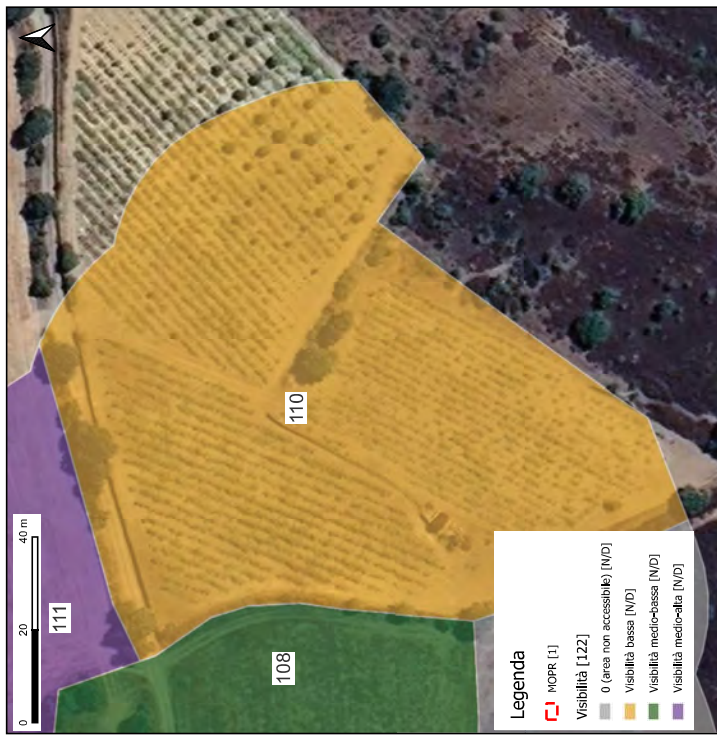 111
0 20 40 m
110
108
Legenda
MOPR [1]
Visibilità [122]
0 (area non accessibile) [N/D]
Visibilità bassa [N/D]
Visibilità medio-bassa [N/D]
Visibilità medio-alta [N/D]